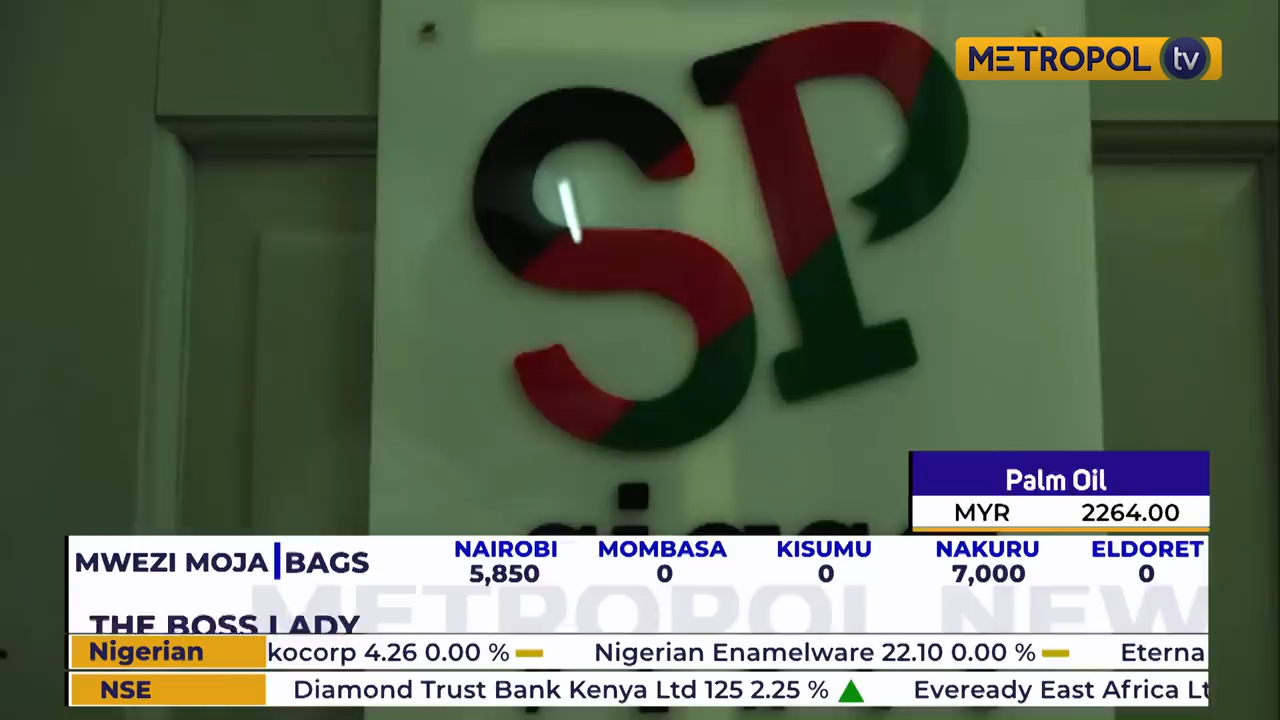 SP
METROPOL tv
Palm Oil
MYR 2264.00
MWEZI MOJA | BAGS
NAIROBI MOMBASA KISUMU NAKURU ELDORET
5,850 0 0 7,000 0
METROPOL NEW
THE BOSS LADY
Nigerian kocorp 4.26 0.00 % Nigerian Enamelware 22.10 0.00 % Eterna
NSE Diamond Trust Bank Kenya Ltd 125 2.25 % Eveready East Africa Lt